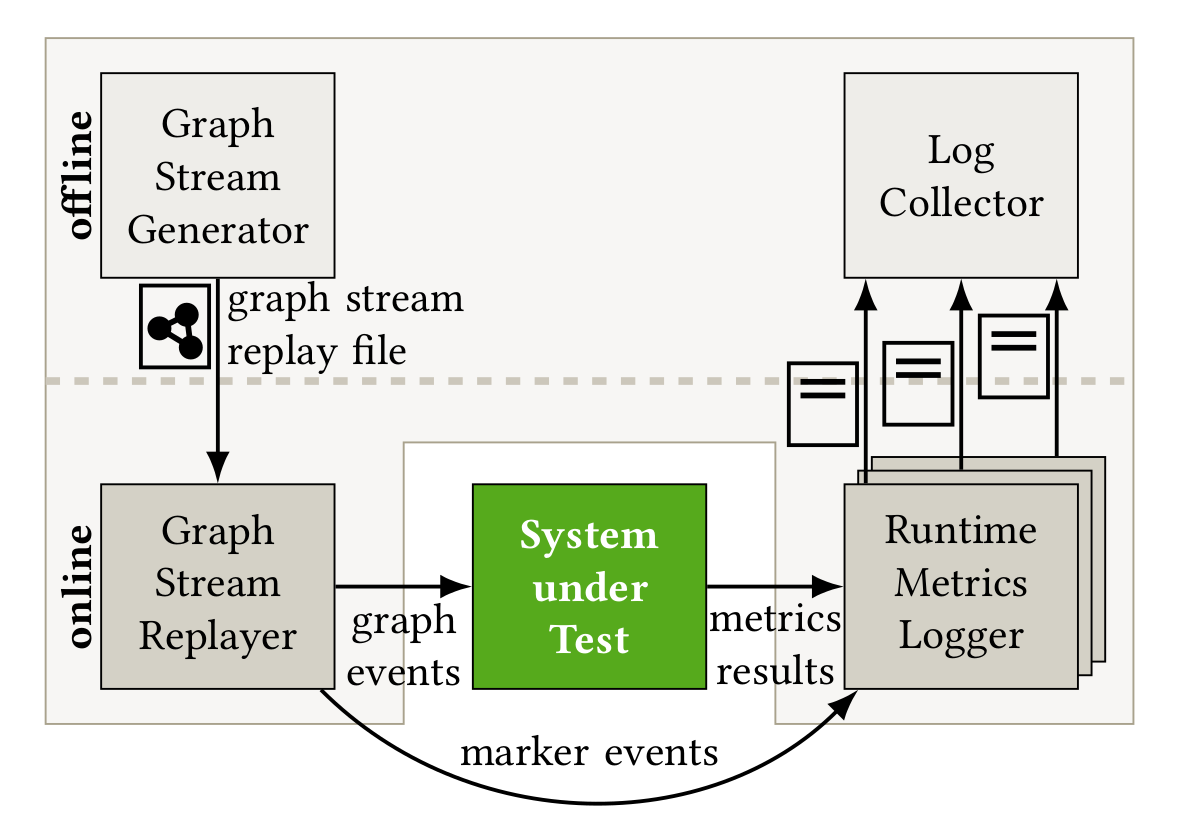 offline
Graph
Stream
Generator
Log
Collector
graph stream
replay file
online
Graph
Stream
Replayer
graph
events
System
under
Test
metrics
results
Runtime
Metrics
Logger
marker events